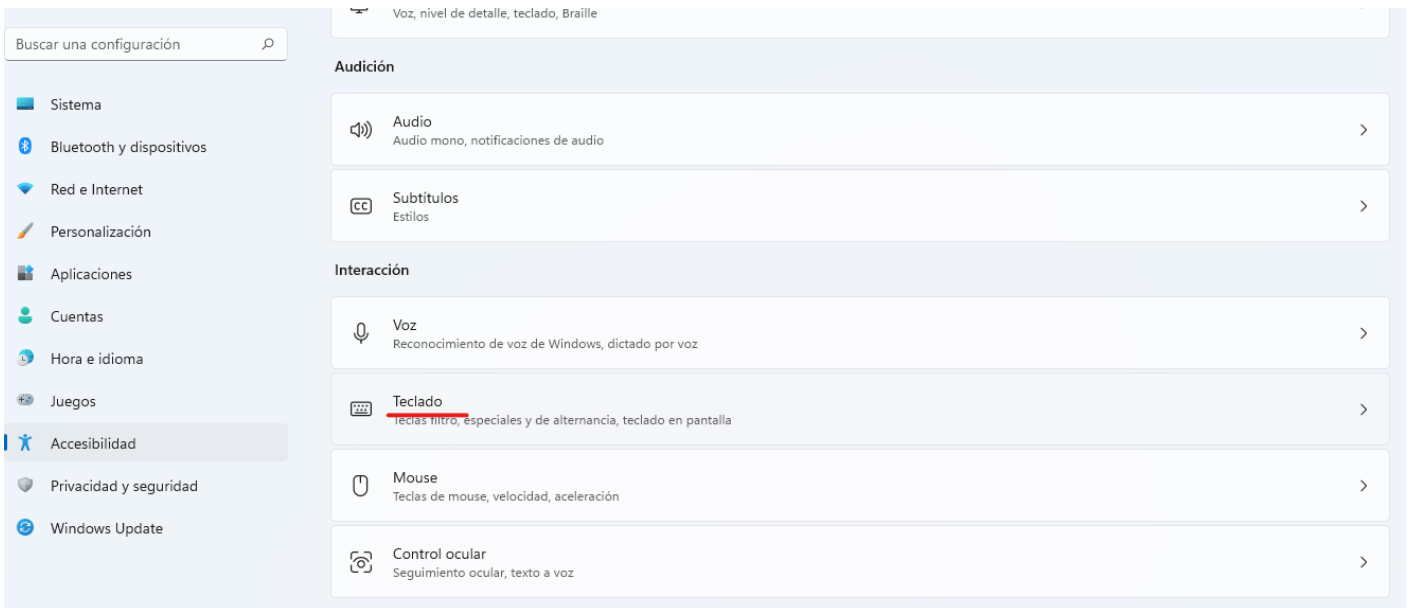 Voz, nivel de detalle, teclado, Braille
Buscar una configuración
Audición
Sistema
Audio
Audio mono, notificaciones de audio
Bluetooth y dispositivos
Red e Internet
Subtítulos
Estilos
Personalización
Aplicaciones
Interacción
Cuentas
Voz
Reconocimiento de voz de Windows, dictado por voz
Hora e idioma
Juegos
Teclado
Teclas filtro, especiales y de alternancia, teclado en pantalla
Accesibilidad
Privacidad y seguridad
Mouse
Teclas de mouse, velocidad, aceleración
Windows Update
Control ocular
Seguimiento ocular, texto a voz